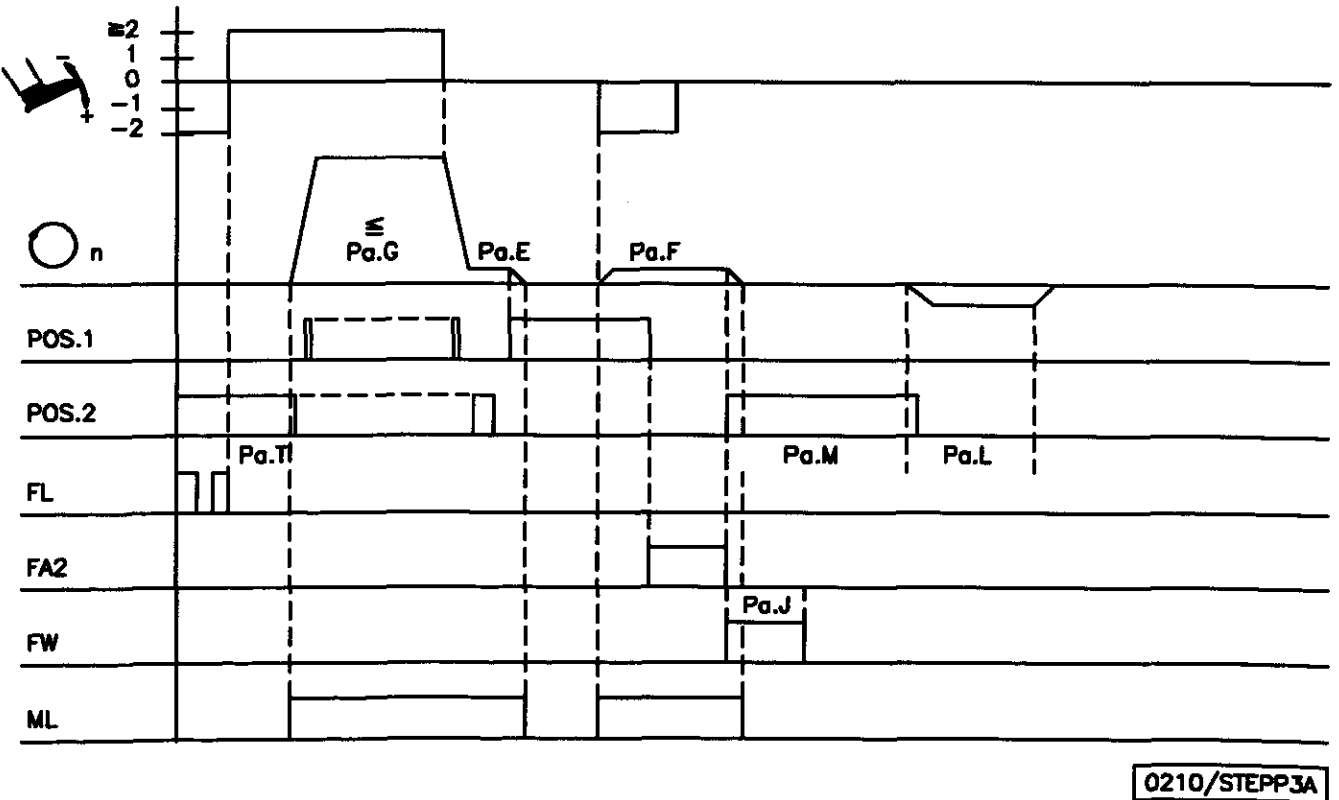 ≧2
1
0
-1
-2
-
+
n
≦
Pa.G
Pa.E
Pa.F
POS.1
POS.2
Pa.T
Pa.M
Pa.L
FL
FA2
Pa.J
FW
ML
0210/STEPP3A